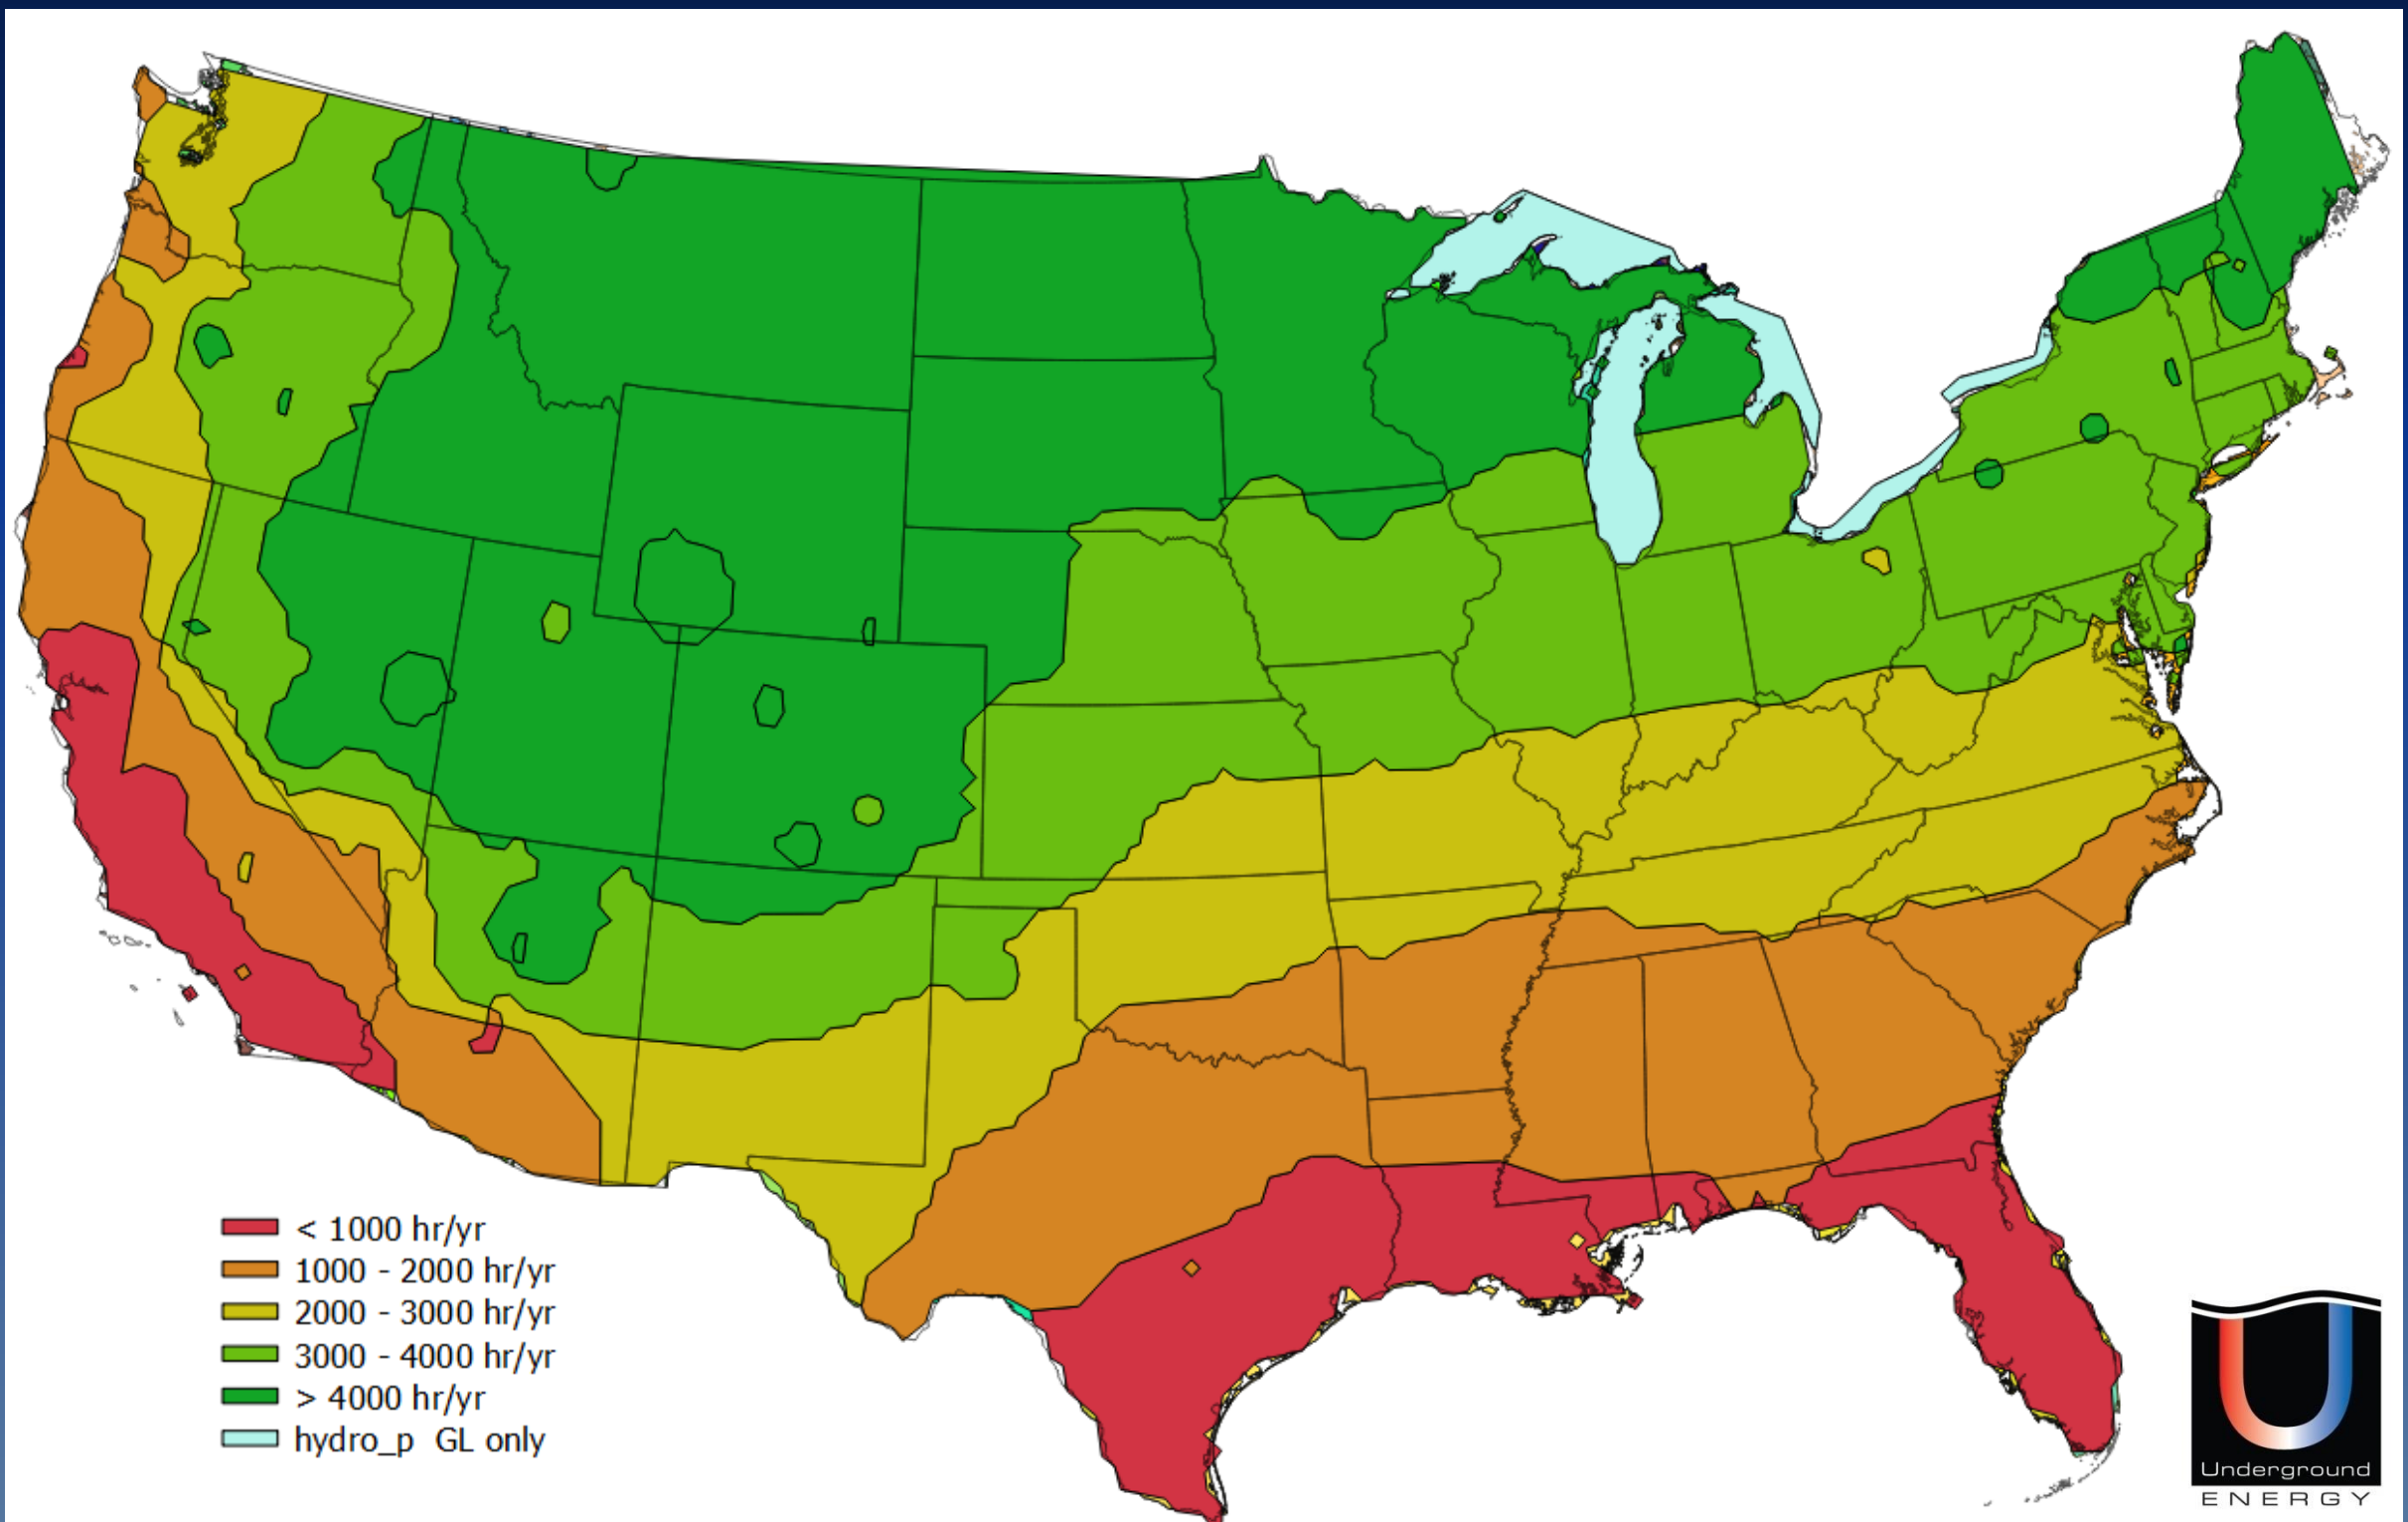 < 1000 hr/yr
1000 - 2000 hr/yr
2000 - 3000 hr/yr
3000 - 4000 hr/yr
> 4000 hr/yr
hydro_p GL only
Underground
ENERGY